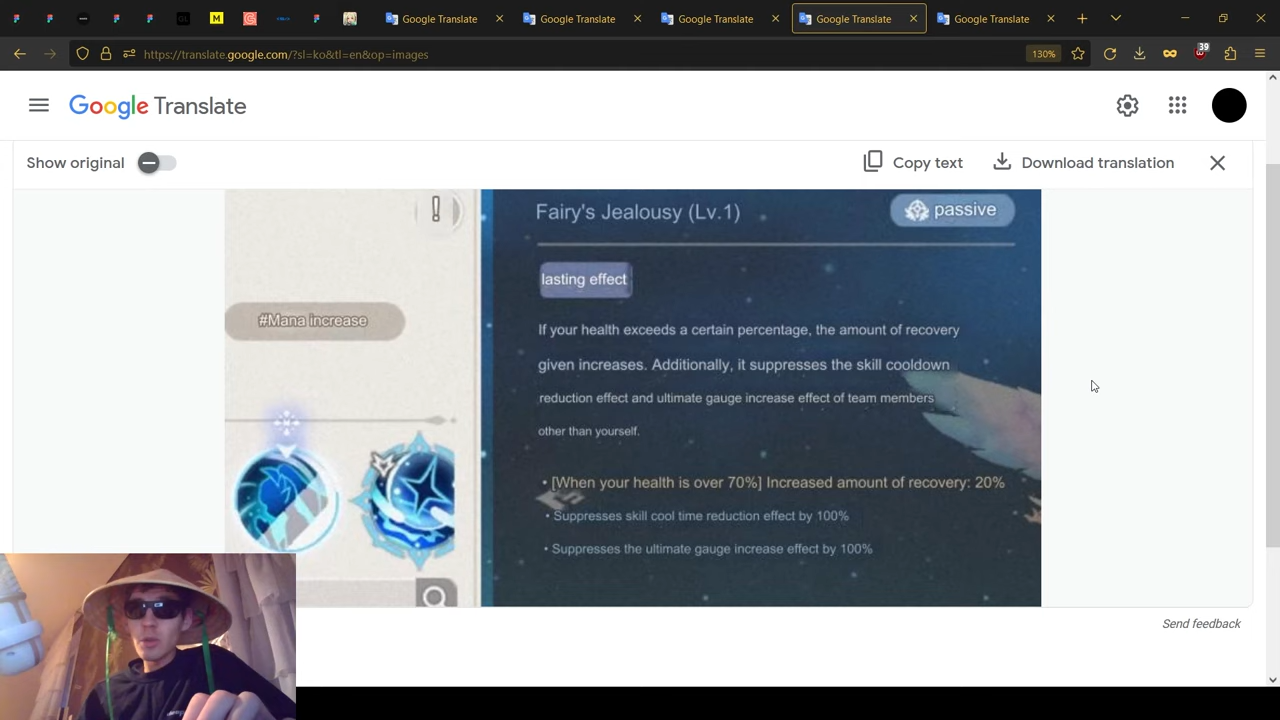 Google Translate
Google Translate
Google Translate
Google Translate
Google Translate
https://translate.google.com/?sl=ko&tl=en&op=images
130%
39
Google Translate
Show original
Copy text
Download translation
Fairy's Jealousy (Lv.1)
passive
lasting effect
#Mana increase
If your health exceeds a certain percentage, the amount of recovery
given increases. Additionally, it suppresses the skill cooldown
reduction effect and ultimate gauge increase effect of team members
other than yourself.
• [When your health is over 70%] Increased amount of recovery: 20%
• Suppresses skill cool time reduction effect by 100%
• Suppresses the ultimate gauge increase effect by 100%
Send feedback